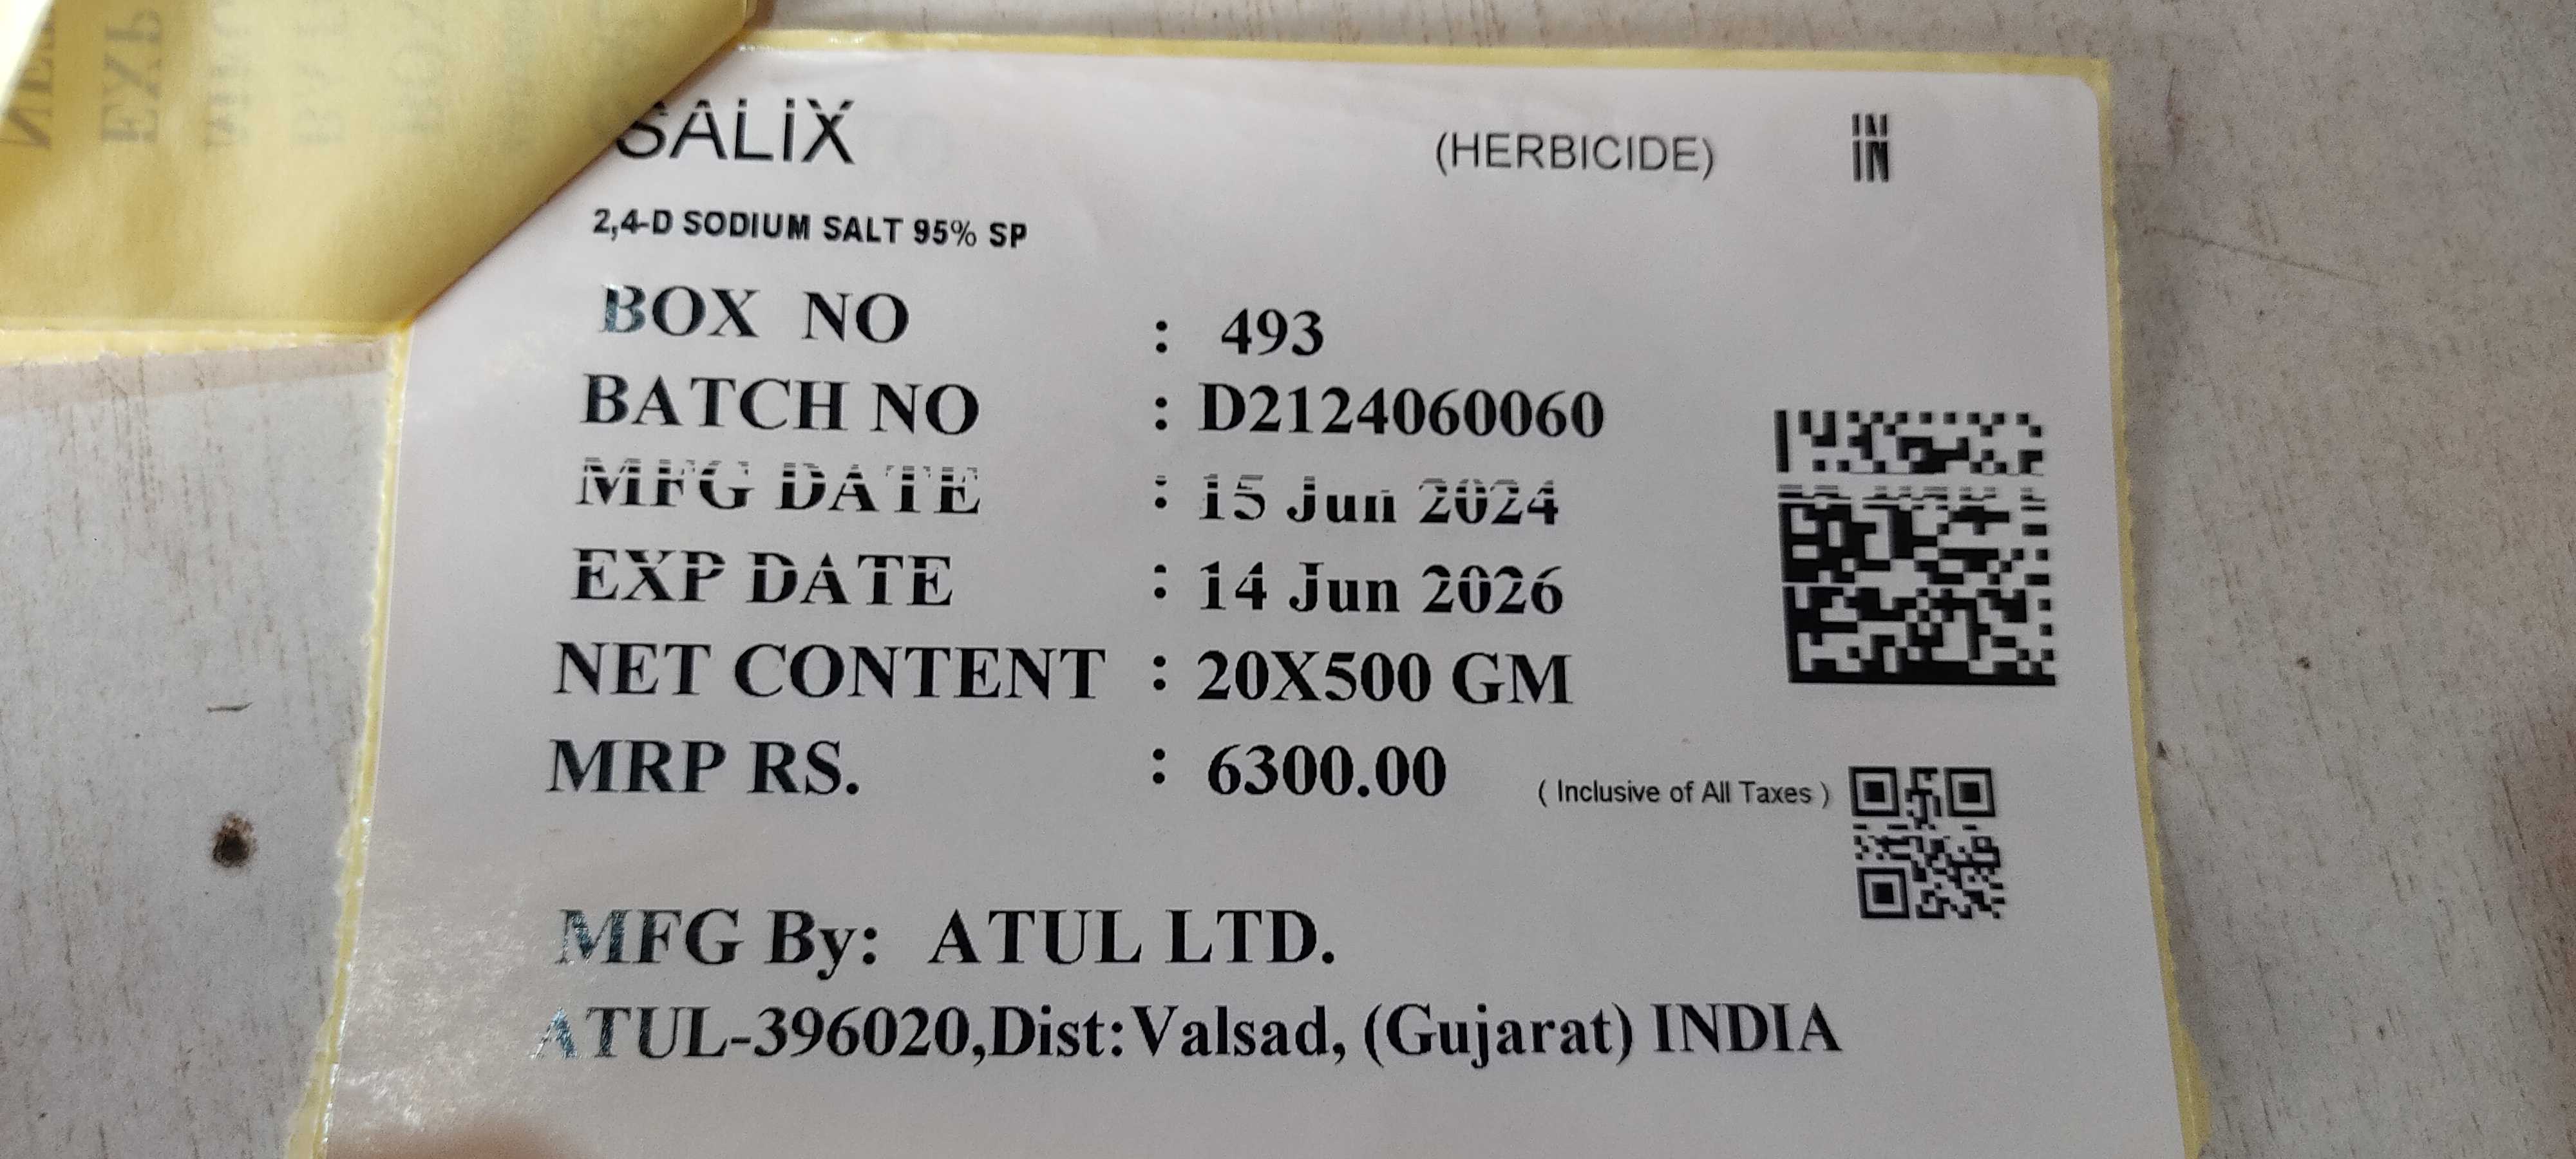 SALIX (HERBICIDE) IN
2,4-D SODIUM SALT 95% SP
BOX NO : 493
BATCH NO : D2124060060
MFG DATE : 15 Jun 2024
EXP DATE : 14 Jun 2026
NET CONTENT : 20X500 GM
MRP RS. : 6300.00 ( Inclusive of All Taxes )
MFG By: ATUL LTD.
ATUL-396020,Dist:Valsad, (Gujarat) INDIA